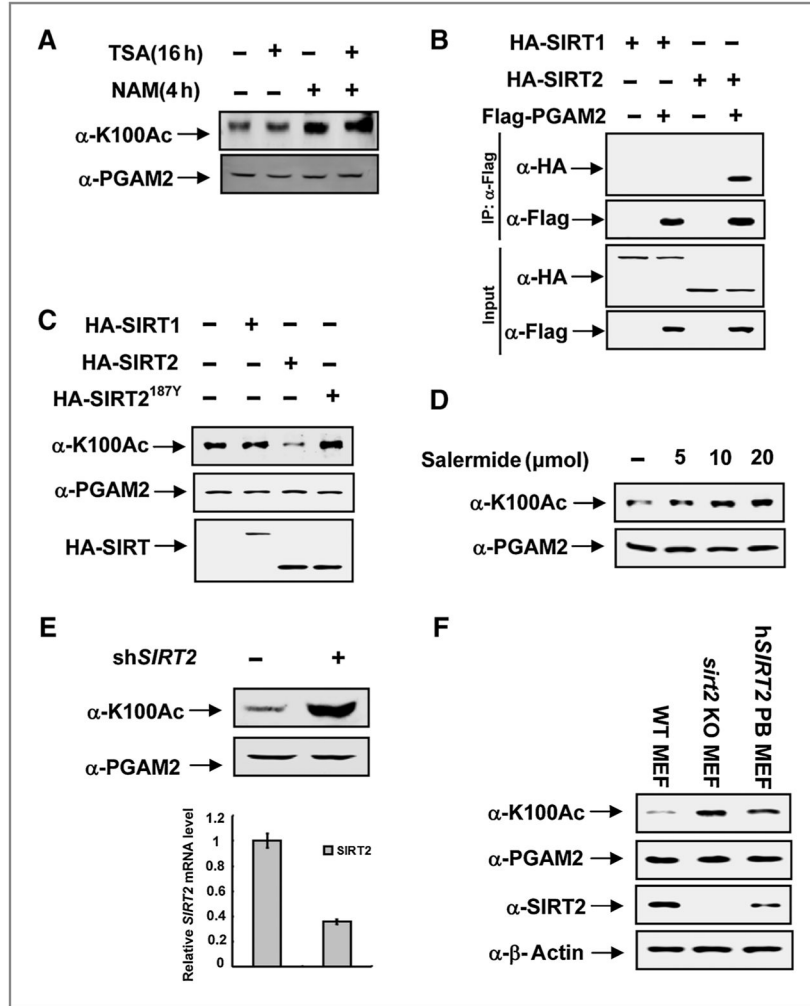 A
TSA(16 h) – + – +
NAM(4 h) – – + +
α-K100Ac
α-PGAM2
B
HA-SIRT1 + + – –
HA-SIRT2 – – + +
Flag-PGAM2 – + – +
IP: α-Flag
α-HA
α-Flag
Input
α-HA
α-Flag
C
HA-SIRT1 – + – –
HA-SIRT2 – – + –
HA-SIRT2187Y – – – +
α-K100Ac
α-PGAM2
HA-SIRT
D
Salermide (μmol) – 5 10 20
α-K100Ac
α-PGAM2
E
shSIRT2 – +
α-K100Ac
α-PGAM2
Relative SIRT2 mRNA level
1.2
1
0.8
0.6
0.4
0.2
0
SIRT2
F
WT MEF
sirt2 KO MEF
hSIRT2 PB MEF
α-K100Ac
α-PGAM2
α-SIRT2
α-β- Actin